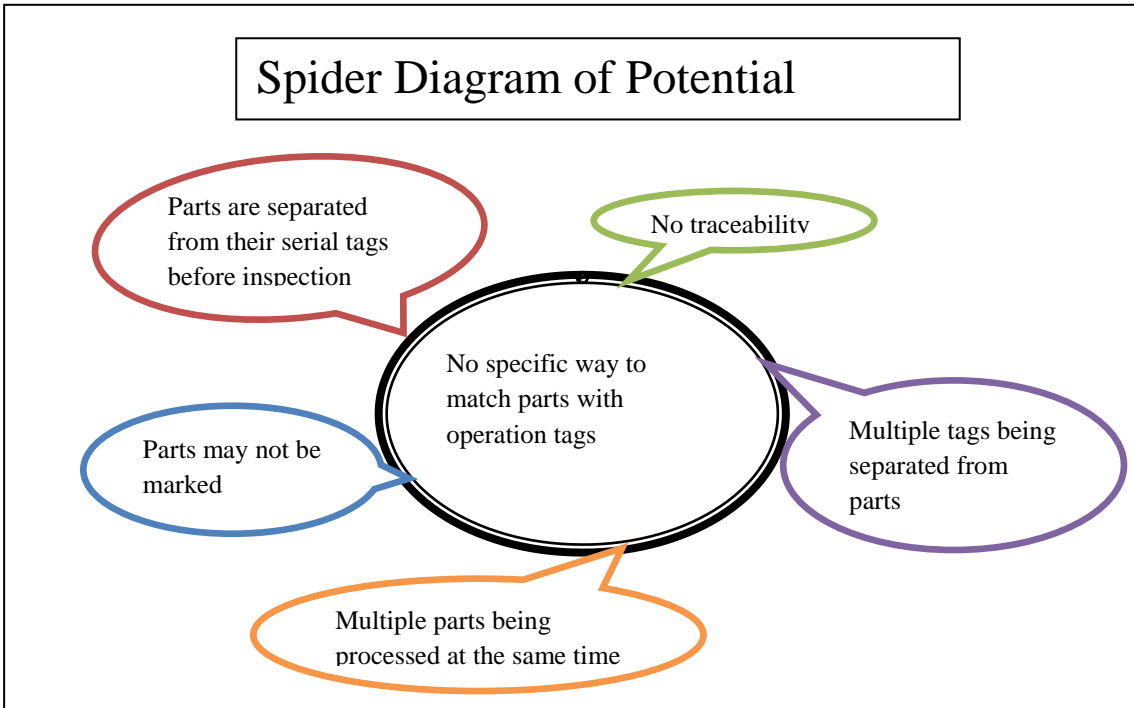 Spider Diagram of Potential
Parts are separated
from their serial tags
before inspection
No traceability
No specific way to
match parts with
operation tags
Parts may not be
marked
Multiple tags being
separated from
parts
Multiple parts being
processed at the same time